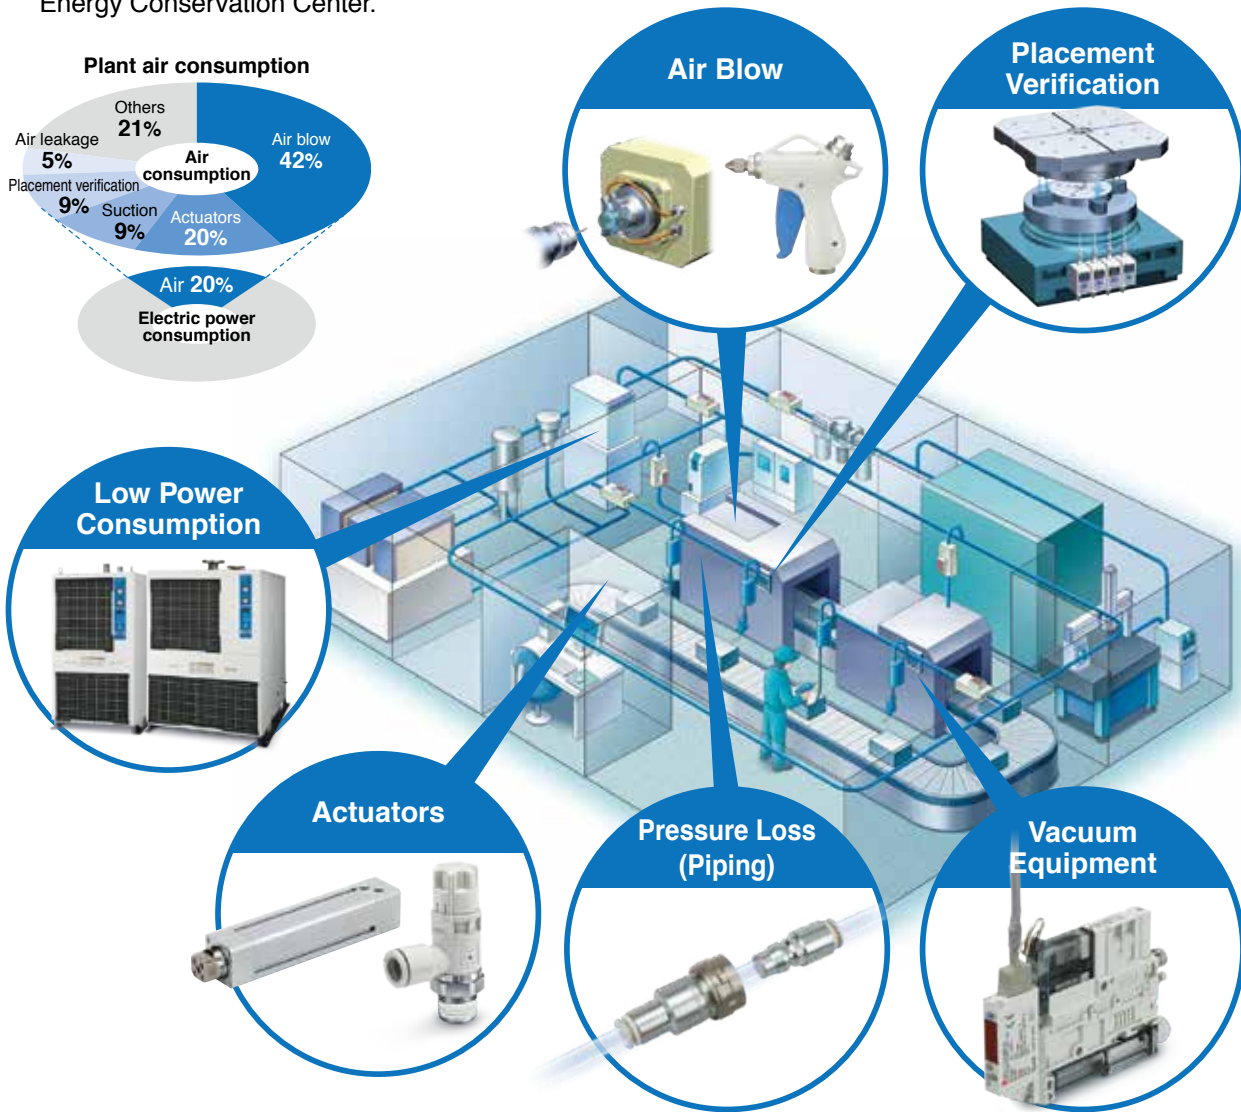 Energy Conservation Center.
Plant air consumption
Others
21%
Air leakage
5%
Placement verification
9%
Suction
9%
Actuators
20%
Air blow
42%
Air
consumption
Air 20%
Electric power
consumption
Air Blow
Placement
Verification
Low Power
Consumption
Actuators
Pressure Loss
(Piping)
Vacuum
Equipment